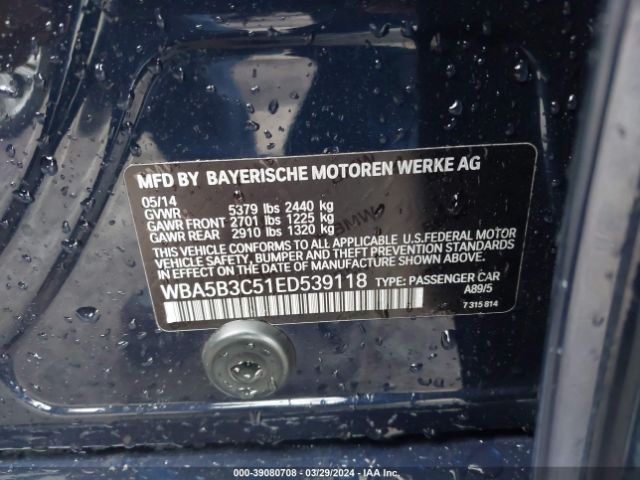 MFD BY BAYERISCHE MOTOREN WERKE AG
05/14
GVWR 5379 lbs 2440 kg
GAWR FRONT 2701 lbs 1225 kg
GAWR REAR 2910 lbs 1320 kg
THIS VEHICLE CONFORMS TO ALL APPLICABLE U.S.FEDERAL MOTOR
VEHICLE SAFETY, BUMPER AND THEFT PREVENTION STANDARDS
IN EFFECT ON THE DATE OF MANUFACTURE SHOWN ABOVE.
WBA5B3C51ED539118 TYPE: PASSENGER CAR
A89/5
7 315 814
000-39080708 - 03/29/2024 - IAA Inc.